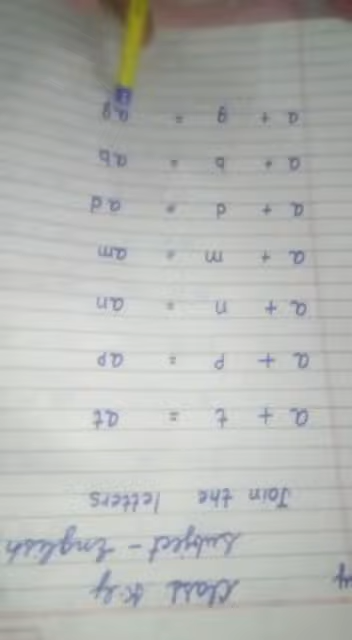 Class K.G
Subject - English
Join the letters
a + t = at
a + p = ap
a + n = an
a + m = am
a + d = ad
a + b = ab
a + g = ag